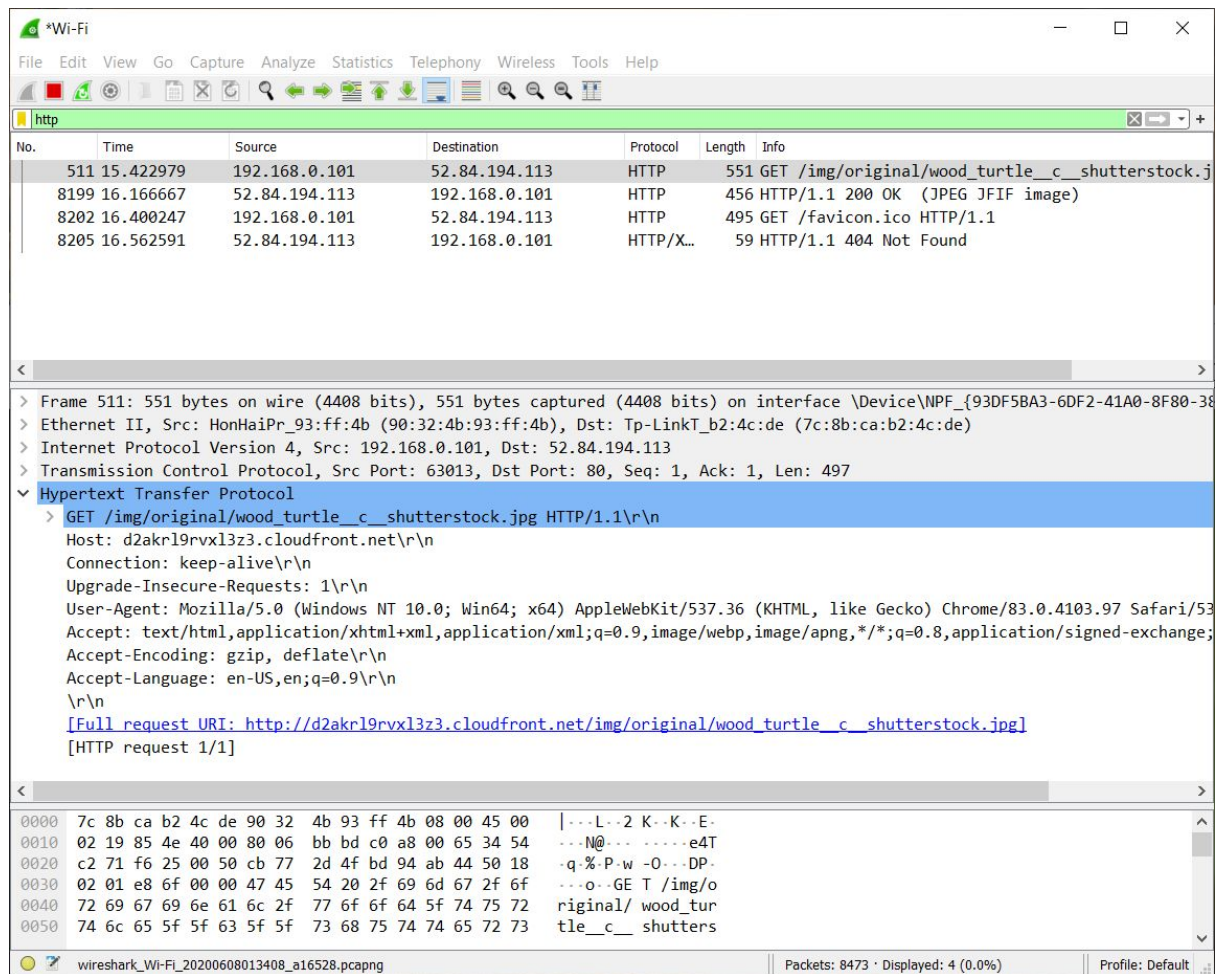 *Wi-Fi
File Edit View Go Capture Analyze Statistics Telephony Wireless Tools Help
http
No. Time Source Destination Protocol Length Info
511 15.422979 192.168.0.101 52.84.194.113 HTTP 551 GET /img/original/wood_turtle__c__shutterstock.j
8199 16.166667 52.84.194.113 192.168.0.101 HTTP 456 HTTP/1.1 200 OK (JPEG JFIF image)
8202 16.400247 192.168.0.101 52.84.194.113 HTTP 495 GET /favicon.ico HTTP/1.1
8205 16.562591 52.84.194.113 192.168.0.101 HTTP/X… 59 HTTP/1.1 404 Not Found
Frame 511: 551 bytes on wire (4408 bits), 551 bytes captured (4408 bits) on interface \Device\NPF_{93DF5BA3-6DF2-41A0-8F80-38
Ethernet II, Src: HonHaiPr_93:ff:4b (90:32:4b:93:ff:4b), Dst: Tp-LinkT_b2:4c:de (7c:8b:ca:b2:4c:de)
Internet Protocol Version 4, Src: 192.168.0.101, Dst: 52.84.194.113
Transmission Control Protocol, Src Port: 63013, Dst Port: 80, Seq: 1, Ack: 1, Len: 497
Hypertext Transfer Protocol
GET /img/original/wood_turtle__c__shutterstock.jpg HTTP/1.1\r\n
Host: d2akrl9rvxl3z3.cloudfront.net\r\n
Connection: keep-alive\r\n
Upgrade-Insecure-Requests: 1\r\n
User-Agent: Mozilla/5.0 (Windows NT 10.0; Win64; x64) AppleWebKit/537.36 (KHTML, like Gecko) Chrome/83.0.4103.97 Safari/53
Accept: text/html,application/xhtml+xml,application/xml;q=0.9,image/webp,image/apng,*/*;q=0.8,application/signed-exchange;
Accept-Encoding: gzip, deflate\r\n
Accept-Language: en-US,en;q=0.9\r\n
\r\n
[Full request URI: http://d2akrl9rvxl3z3.cloudfront.net/img/original/wood_turtle__c__shutterstock.jpg]
[HTTP request 1/1]
0000 7c 8b ca b2 4c de 90 32 4b 93 ff 4b 08 00 45 00 |···L··2 K··K··E·
0010 02 19 85 4e 40 00 80 06 bb bd c0 a8 00 65 34 54 ···N@··· ·····e4T
0020 c2 71 f6 25 00 50 cb 77 2d 4f bd 94 ab 44 50 18 ·q·%·P·w -O···DP·
0030 02 01 e8 6f 00 00 47 45 54 20 2f 69 6d 67 2f 6f ···o··GE T /img/o
0040 72 69 67 69 6e 61 6c 2f 77 6f 6f 64 5f 74 75 72 riginal/ wood_tur
0050 74 6c 65 5f 5f 63 5f 5f 73 68 75 74 74 65 72 73 tle__c__ shutters
wireshark_Wi-Fi_20200608013408_a16528.pcapng Packets: 8473 · Displayed: 4 (0.0%) Profile: Default